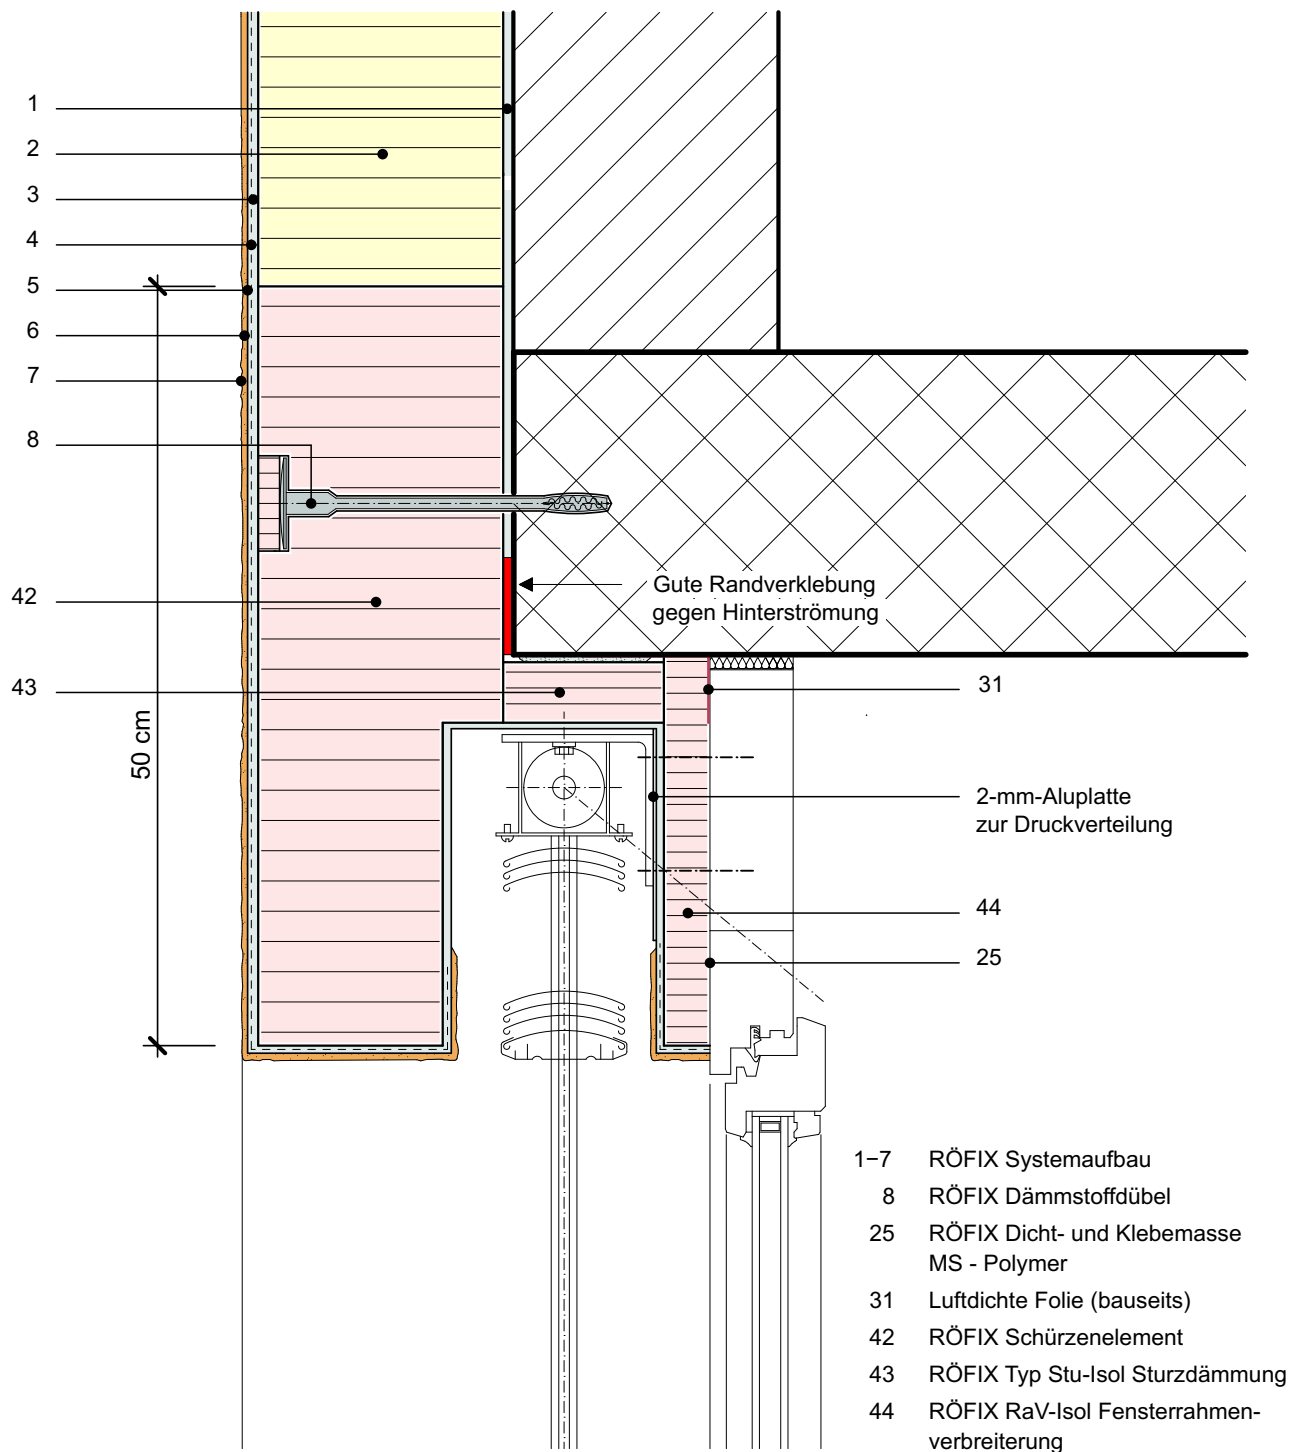 1
2
3
4
5
6
7
8
Gute Randverklebung
gegen Hinterströmung
42
43
31
50 cm
2-mm-Aluplatte
zur Druckverteilung
44
25
1–7 RÖFIX Systemaufbau
8 RÖFIX Dämmstoffdübel
25 RÖFIX Dicht- und Klebemasse
MS - Polymer
31 Luftdichte Folie (bauseits)
42 RÖFIX Schürzenelement
43 RÖFIX Typ Stu-Isol Sturzdämmung
44 RÖFIX RaV-Isol Fensterrahmen-
verbreiterung